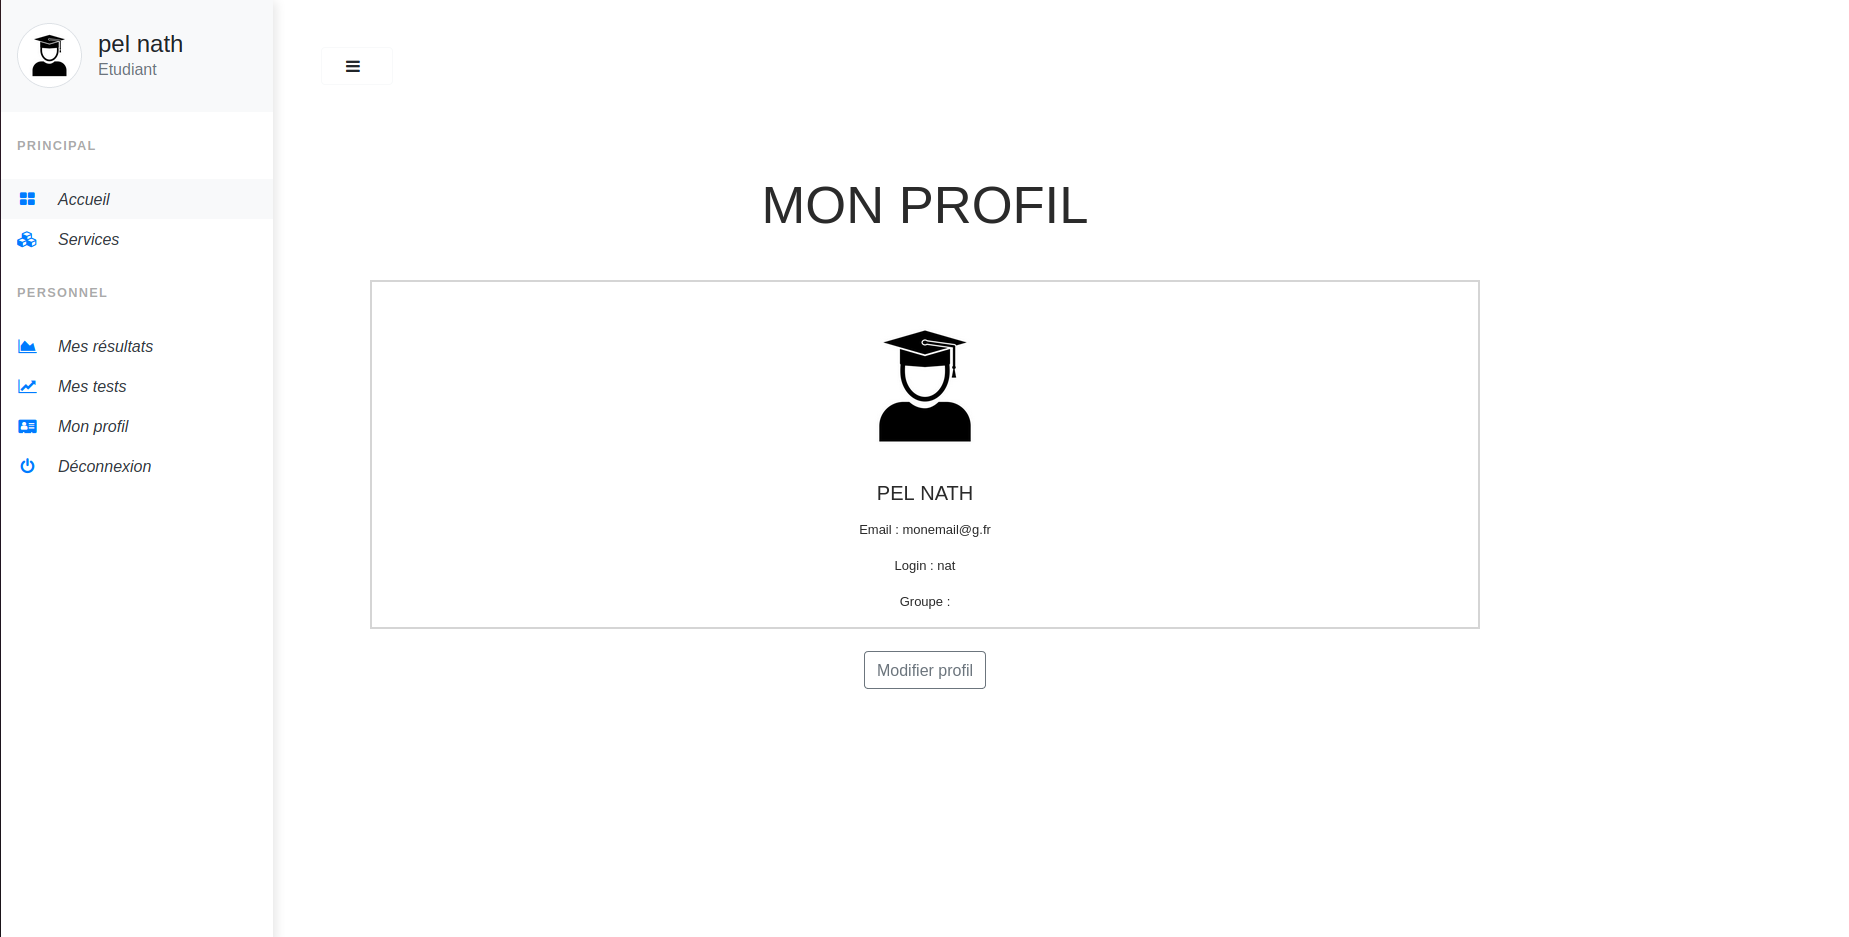 pel nath
Etudiant
PRINCIPAL
Accueil
Services
PERSONNEL
Mes résultats
Mes tests
Mon profil
Déconnexion
MON PROFIL
PEL NATH
Email : monemail@g.fr
Login : nat
Groupe :
Modifier profil